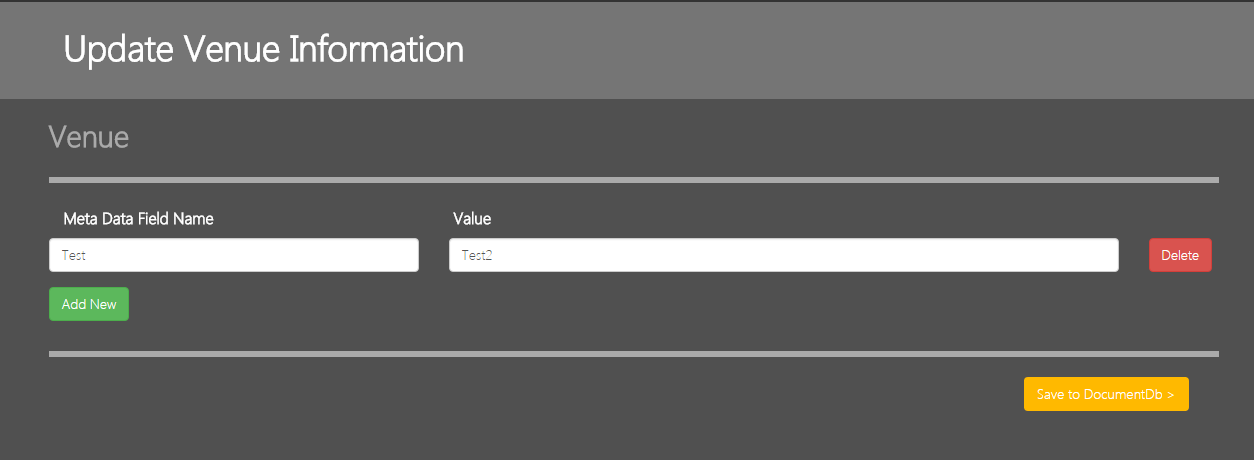 Update Venue Information
Venue
Meta Data Field Name Value
Test Test2 Delete
Add New
Save to DocumentDb >